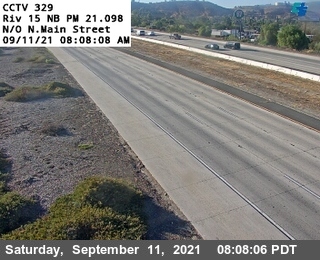 CCTV 329
Riv 15 NB PM 21.098
N/O N.Main Street
09/11/21 08:08:08 AM
Saturday, September 11, 2021 08:08:06 PDT